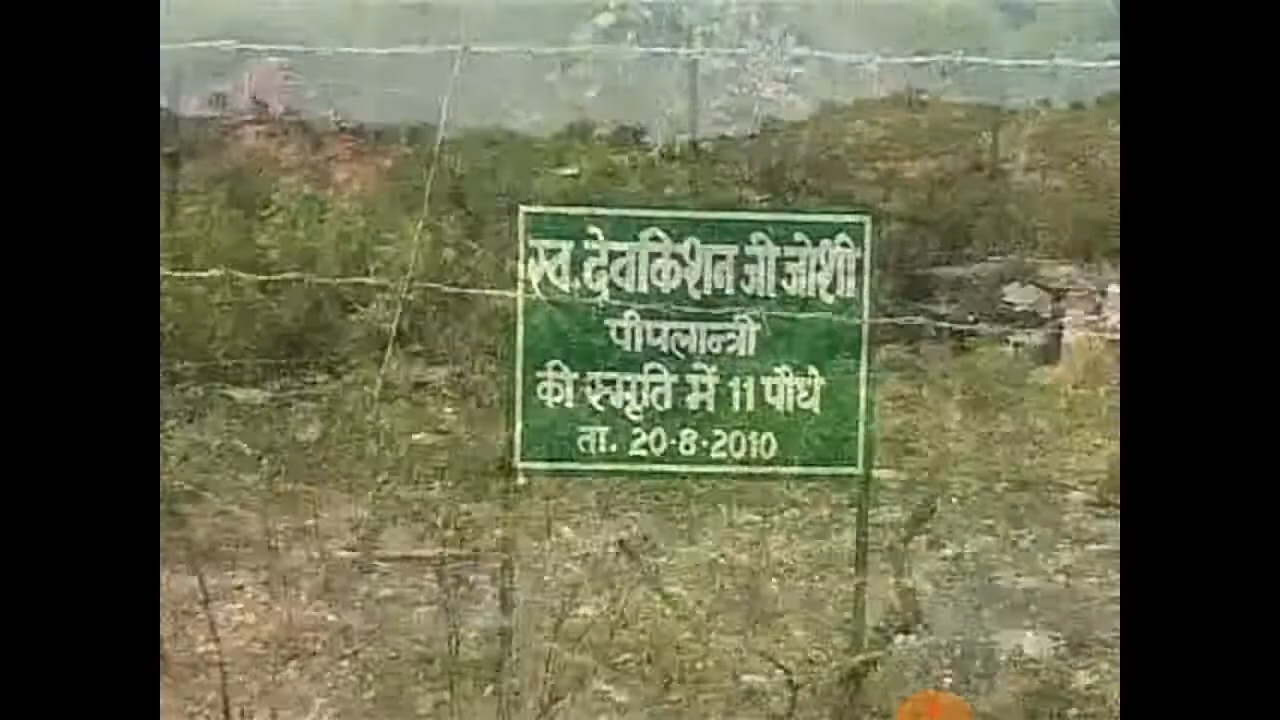 स्व. देवकिशन जी जोशी
पीपलान्त्री
की स्मृति में 11 पौधे
ता. 20-8-2010